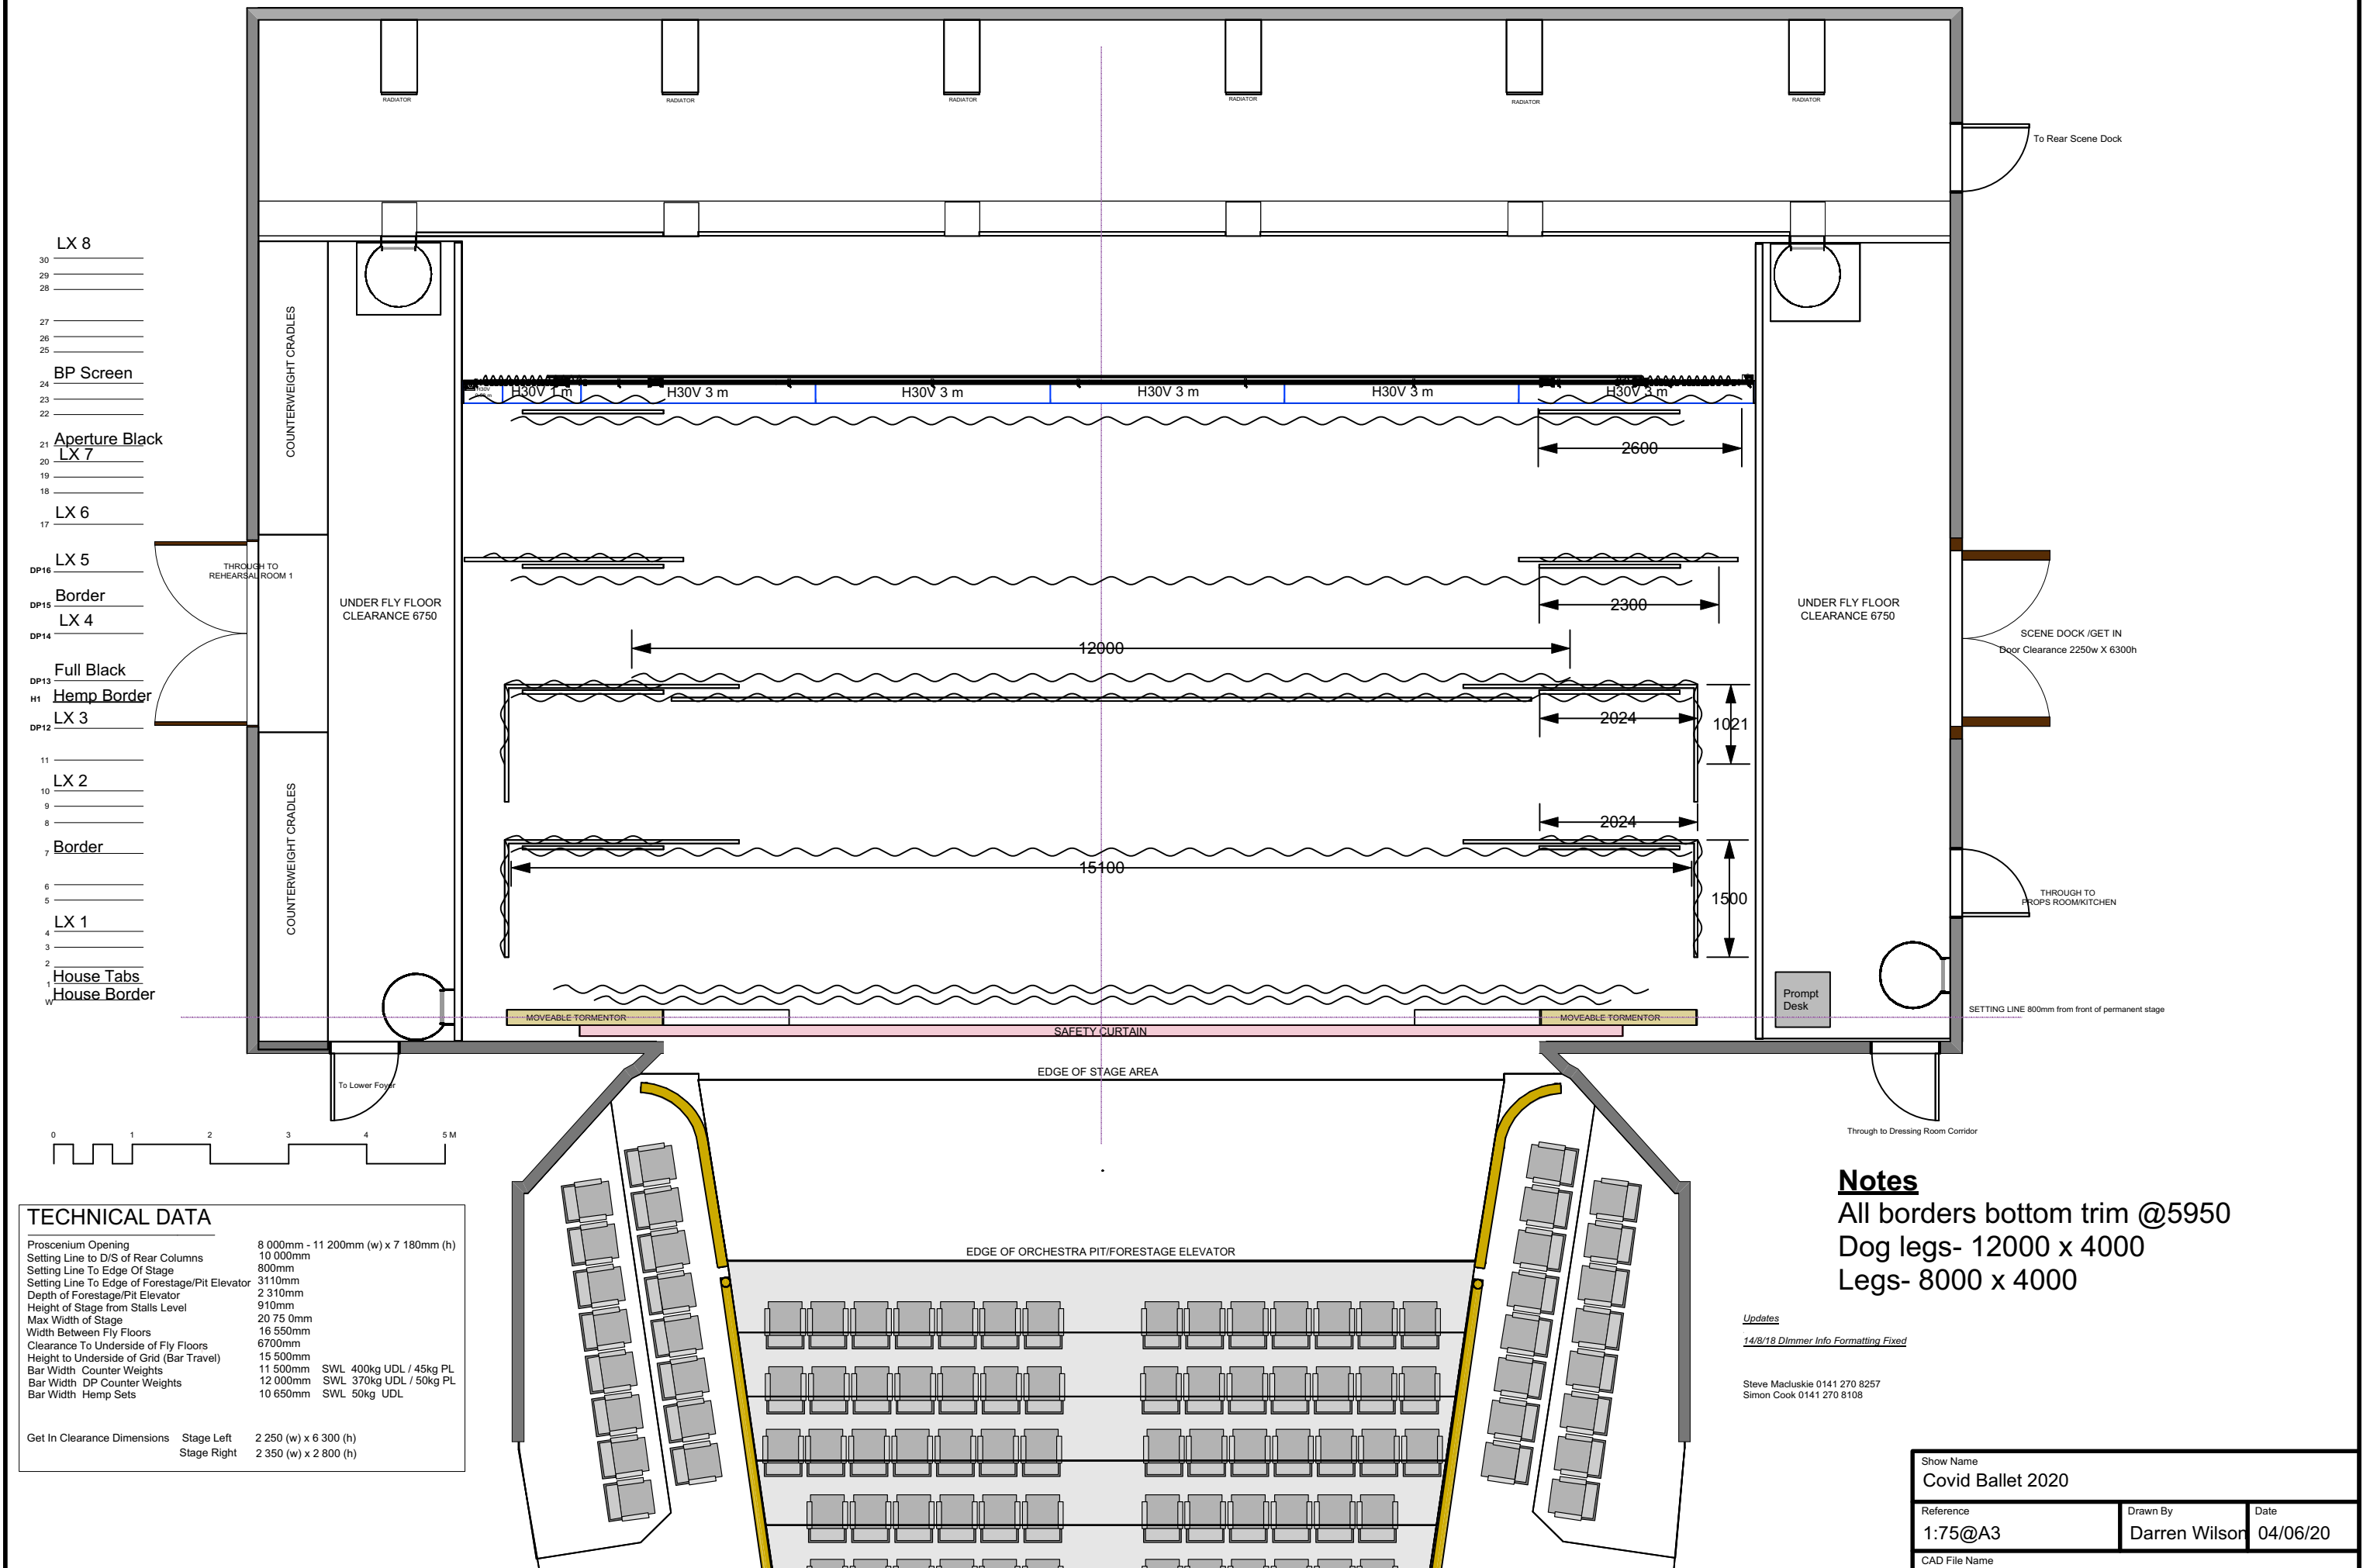 RADIATOR
RADIATOR
RADIATOR
RADIATOR
RADIATOR
RADIATOR
To Rear Scene Dock
LX 8
30
29
28
27
26
25
BP Screen
24
23
22
Aperture Black
21
LX 7
20
19
18
LX 6
17
LX 5
DP16
Border
DP15
LX 4
DP14
Full Black
DP13
H1 Hemp Border
LX 3
DP12
11
LX 2
10
9
8
Border
7
6
5
LX 1
4
3
2
House Tabs
1
House Border
W
COUNTERWEIGHT CRADLES
COUNTERWEIGHT CRADLES
THROUGH TO
REHEARSAL ROOM 1
UNDER FLY FLOOR
CLEARANCE 6750
H30V 1 m
H30V 3 m
H30V 3 m
H30V 3 m
H30V 3 m
H30V 3 m
2600
2300
12000
2024
1021
2024
15100
1500
UNDER FLY FLOOR
CLEARANCE 6750
SCENE DOCK /GET IN
Door Clearance 2250w X 6300h
THROUGH TO
PROPS ROOM/KITCHEN
Prompt
Desk
SETTING LINE 800mm from front of permanent stage
MOVEABLE TORMENTOR
MOVEABLE TORMENTOR
SAFETY CURTAIN
EDGE OF STAGE AREA
To Lower Foyer
Through to Dressing Room Corridor
0 1 2 3 4 5 M
EDGE OF ORCHESTRA PIT/FORESTAGE ELEVATOR
TECHNICAL DATA
Proscenium Opening 8 000mm - 11 200mm (w) x 7 180mm (h)
Setting Line to D/S of Rear Columns 10 000mm
Setting Line To Edge Of Stage 800mm
Setting Line To Edge of Forestage/Pit Elevator 3110mm
Depth of Forestage/Pit Elevator 2 310mm
Height of Stage from Stalls Level 910mm
Max Width of Stage 20 75 0mm
Width Between Fly Floors 16 550mm
Clearance To Underside of Fly Floors 6700mm
Height to Underside of Grid (Bar Travel) 15 500mm
Bar Width Counter Weights 11 500mm SWL 400kg UDL / 45kg PL
Bar Width DP Counter Weights 12 000mm SWL 370kg UDL / 50kg PL
Bar Width Hemp Sets 10 650mm SWL 50kg UDL
Get In Clearance Dimensions Stage Left 2 250 (w) x 6 300 (h)
Stage Right 2 350 (w) x 2 800 (h)
Notes
All borders bottom trim @5950
Dog legs- 12000 x 4000
Legs- 8000 x 4000
Updates
14/8/18 DImmer Info Formatting Fixed
Steve Macluskie 0141 270 8257
Simon Cook 0141 270 8108
Show Name
Covid Ballet 2020
Reference
1:75@A3
Drawn By
Darren Wilson
Date
04/06/20
CAD File Name